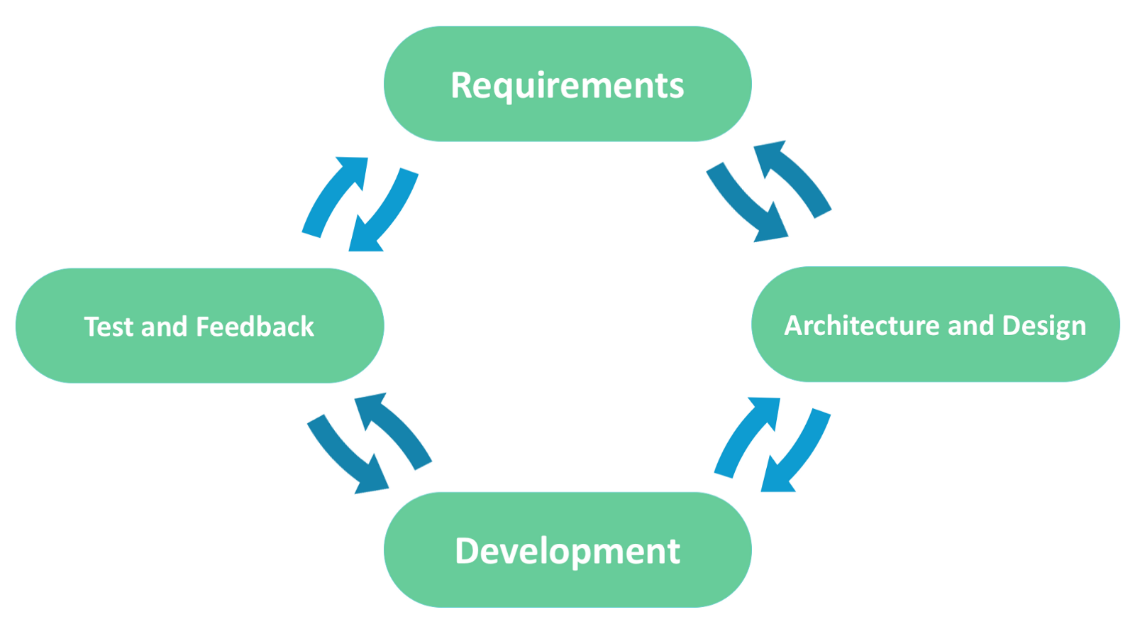 Requirements
Test and Feedback
Architecture and Design
Development